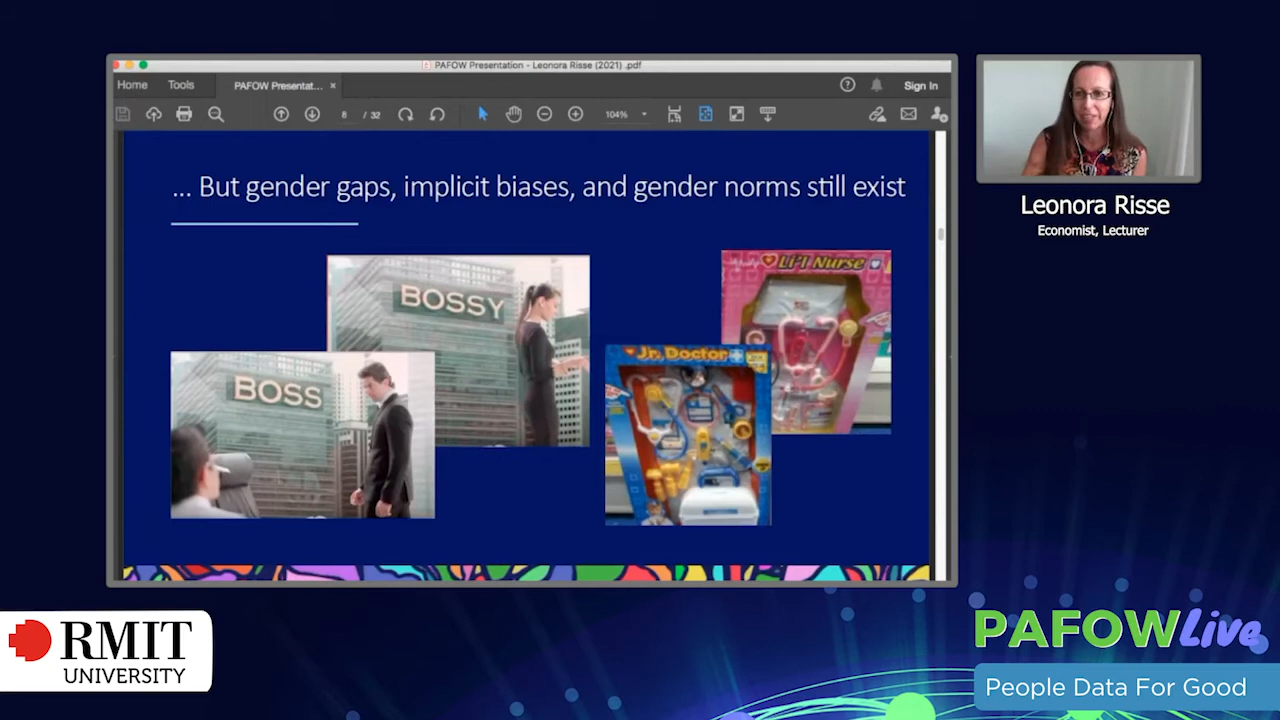 PAFOW Presentation - Leonora Risse (2021) .pdf
Home
Tools
PAFOW Presentat... ×
Sign In
8 / 32
104%
... But gender gaps, implicit biases, and gender norms still exist
BOSSY
BOSS
Li'l Nurse
Jr. Doctor
Leonora Risse
Economist, Lecturer
RMIT
UNIVERSITY
PAFOWLive
People Data For Good